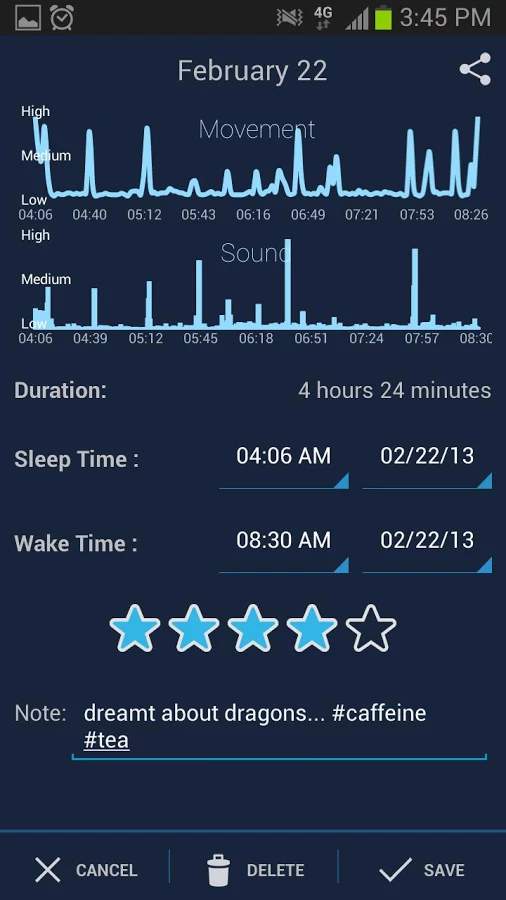 4G 3:45 PM
February 22
High
Movement
Medium
Low
04:06 04:40 05:12 05:43 06:16 06:49 07:21 07:53 08:26
High
Sound
Medium
Low
04:06 04:39 05:12 05:45 06:18 06:51 07:24 07:57 08:30
Duration: 4 hours 24 minutes
Sleep Time : 04:06 AM 02/22/13
Wake Time : 08:30 AM 02/22/13
Note: dreamt about dragons... #caffeine
#tea
CANCEL DELETE SAVE